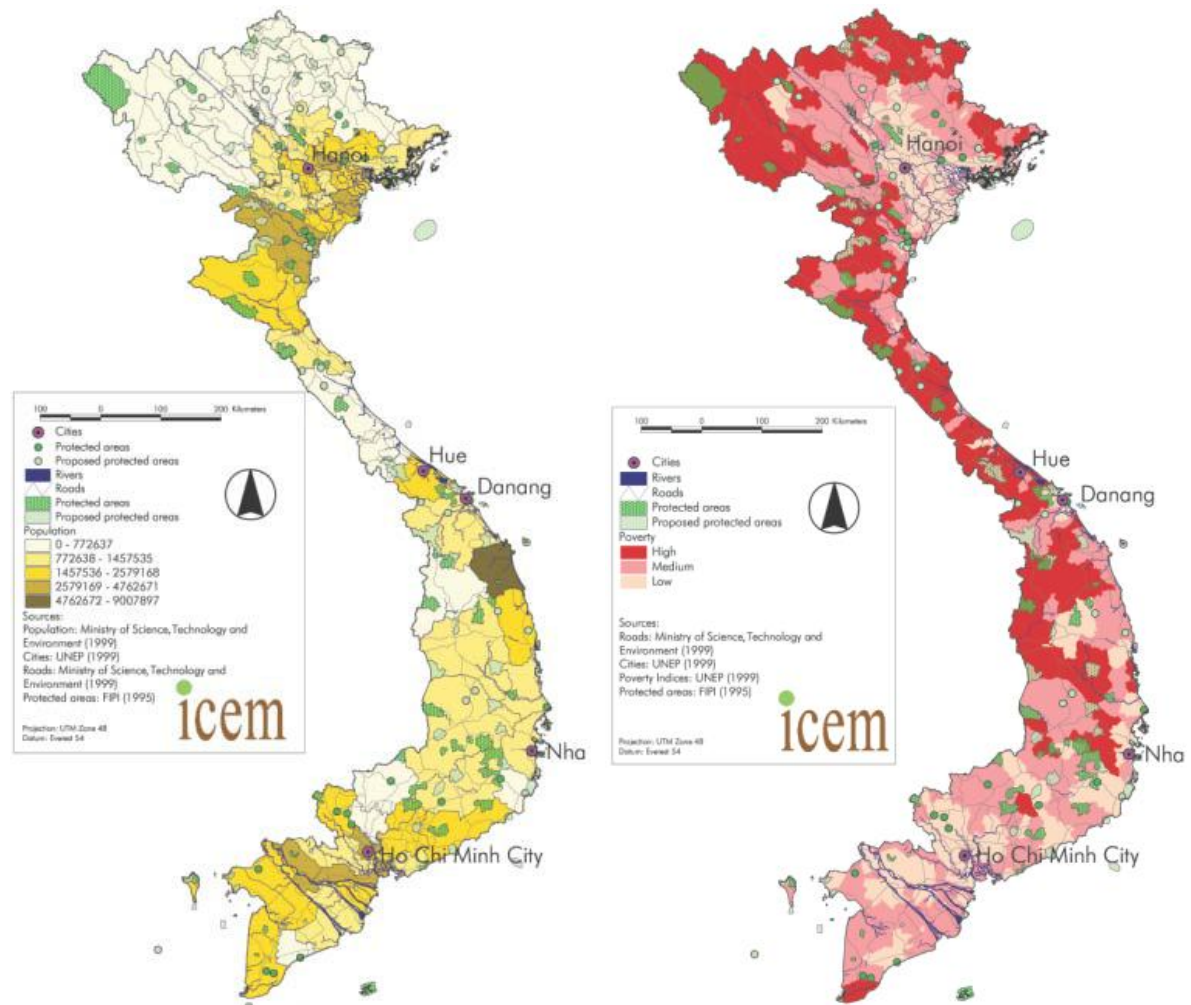 Hanoi
Hue
Danang
Nha
Ho Chi Minh City
100 0 100 200 Kilometers
Cities
Protected areas
Proposed protected areas
Rivers
Roads
Protected areas
Proposed protected areas
Population
0 - 772637
772638 - 1457535
1457536 - 2579168
2579169 - 4762671
4762672 - 9007897
Sources:
Population: Ministry of Science, Technology and
Environment (1999)
Cities: UNEP (1999)
Roads: Ministry of Science, Technology and
Environment (1999)
Protected areas: FIPI (1995)
icem
Projection: UTM Zone 48
Datum: Everest 54
Hanoi
Hue
Danang
Nha
Ho Chi Minh City
100 0 100 200 Kilometers
Cities
Rivers
Roads
Protected areas
Proposed protected areas
Poverty
High
Medium
Low
Sources:
Roads: Ministry of Science, Technology and
Environment (1999)
Cities: UNEP (1999)
Poverty Indices: UNEP (1999)
Protected areas: FIPI (1995)
icem
Projection: UTM Zone 48
Datum: Everest 54